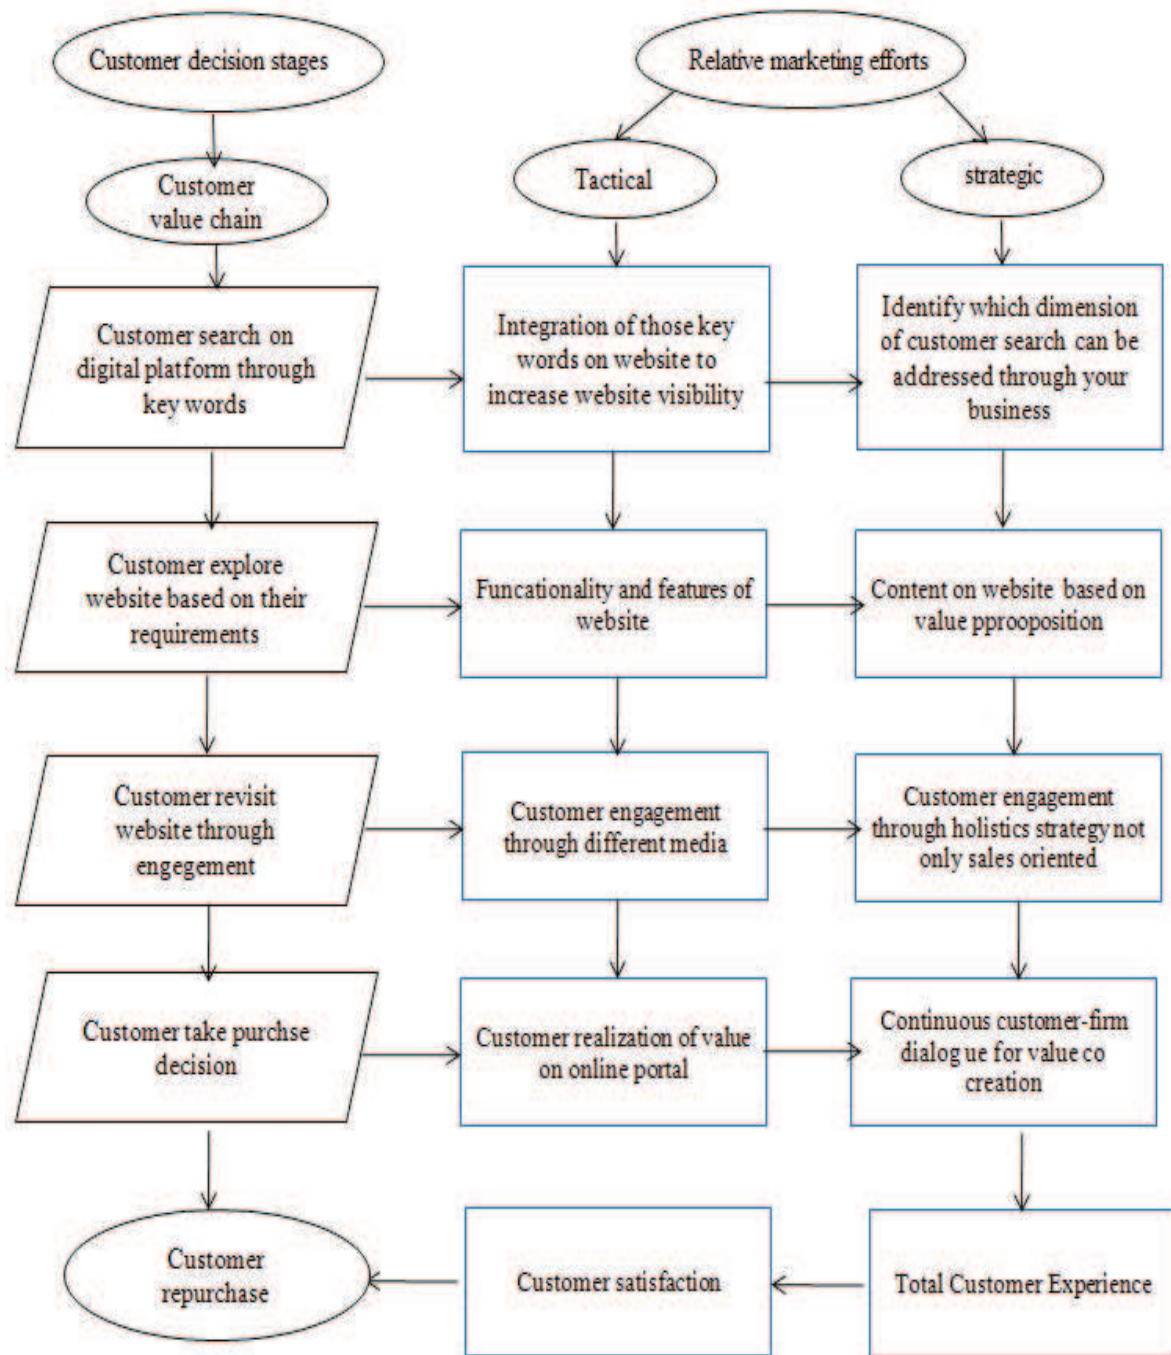 Customer decision stages
Relative marketing efforts
Customer
value chain
Tactical
strategic
Customer search on
digital platform through
key words
Integration of those key
words on website to
increase website visibility
Identify which dimension
of customer search can be
addressed through your
business
Customer explore
website based on their
requirements
Funcationality and features of
website
Content on website based on
value pprooposition
Customer revisit
website through
engegement
Customer engagement
through different media
Customer engagement
through holistics strategy not
only sales oriented
Customer take purchse
decision
Customer realization of value
on online portal
Continuous customer-firm
dialogue for value co
creation
Customer
repurchase
Customer satisfaction
Total Customer Experience